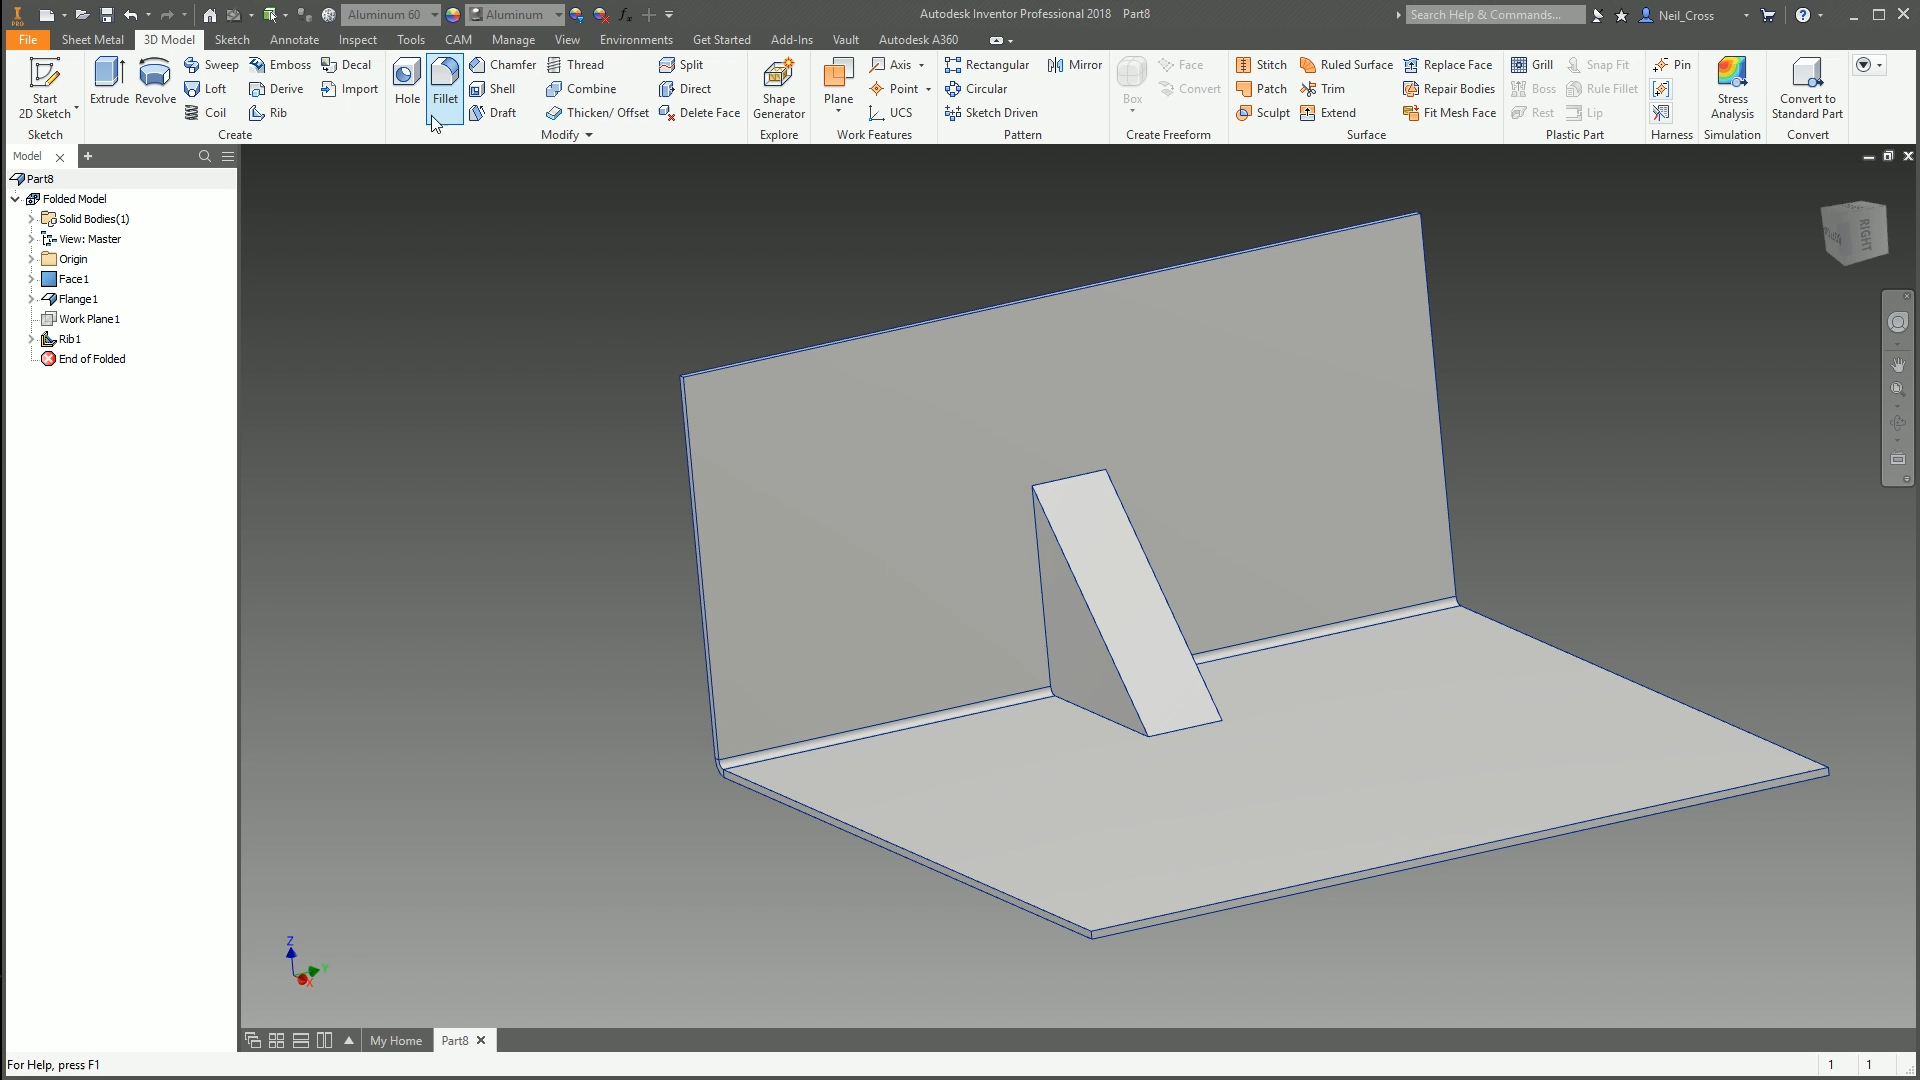 PRO Aluminum 60 Aluminum fx Autodesk Inventor Professional 2018 Part8 Search Help & Commands... Neil_Cross
File Sheet Metal 3D Model Sketch Annotate Inspect Tools CAM Manage View Environments Get Started Add-Ins Vault Autodesk A360
Sweep Emboss Decal Chamfer Thread Split Axis Rectangular Mirror Face Stitch Ruled Surface Replace Face Grill Snap Fit Pin
Start 2D Sketch Extrude Revolve Loft Derive Import Hole Fillet Shell Combine Direct Shape Generator Plane Point Circular Box Convert Patch Trim Repair Bodies Boss Rule Fillet Stress Analysis Convert to Standard Part
Coil Rib Draft Thicken/ Offset Delete Face UCS Sketch Driven Sculpt Extend Fit Mesh Face Rest Lip
Sketch Create Modify Explore Work Features Pattern Create Freeform Surface Plastic Part Harness Simulation Convert
Model
Part8
Folded Model
Solid Bodies(1)
View: Master
Origin
Face1
Flange1
Work Plane1
Rib1
End of Folded
RIGHT
Z
Y
X
My Home Part8
For Help, press F1 1 1